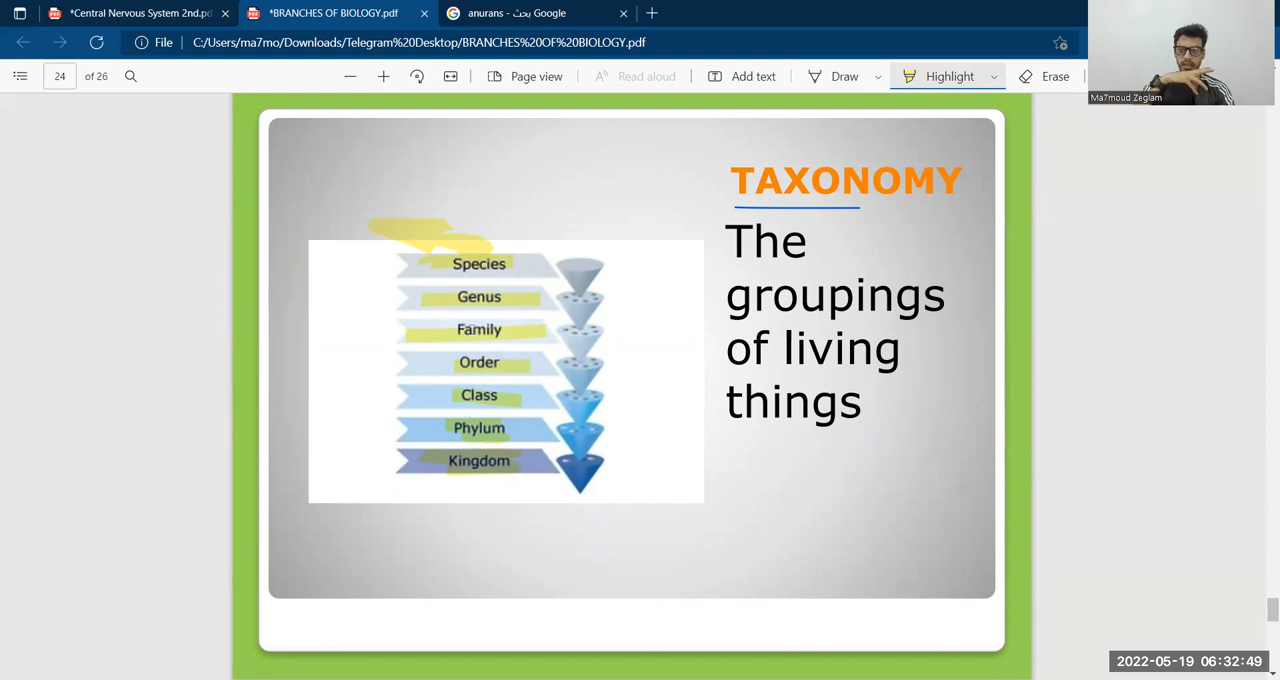 *Central Nervous System 2nd.pd
*BRANCHES OF BIOLOGY.pdf
anurans - بحث Google
File
C:/Users/ma7mo/Downloads/Telegram%20Desktop/BRANCHES%20OF%20BIOLOGY.pdf
24 of 26
Page view
Read aloud
Add text
Draw
Highlight
Erase
Ma7moud Zeglam
TAXONOMY
The
groupings
of living
things
Species
Genus
Family
Order
Class
Phylum
Kingdom
2022-05-19 06:32:49